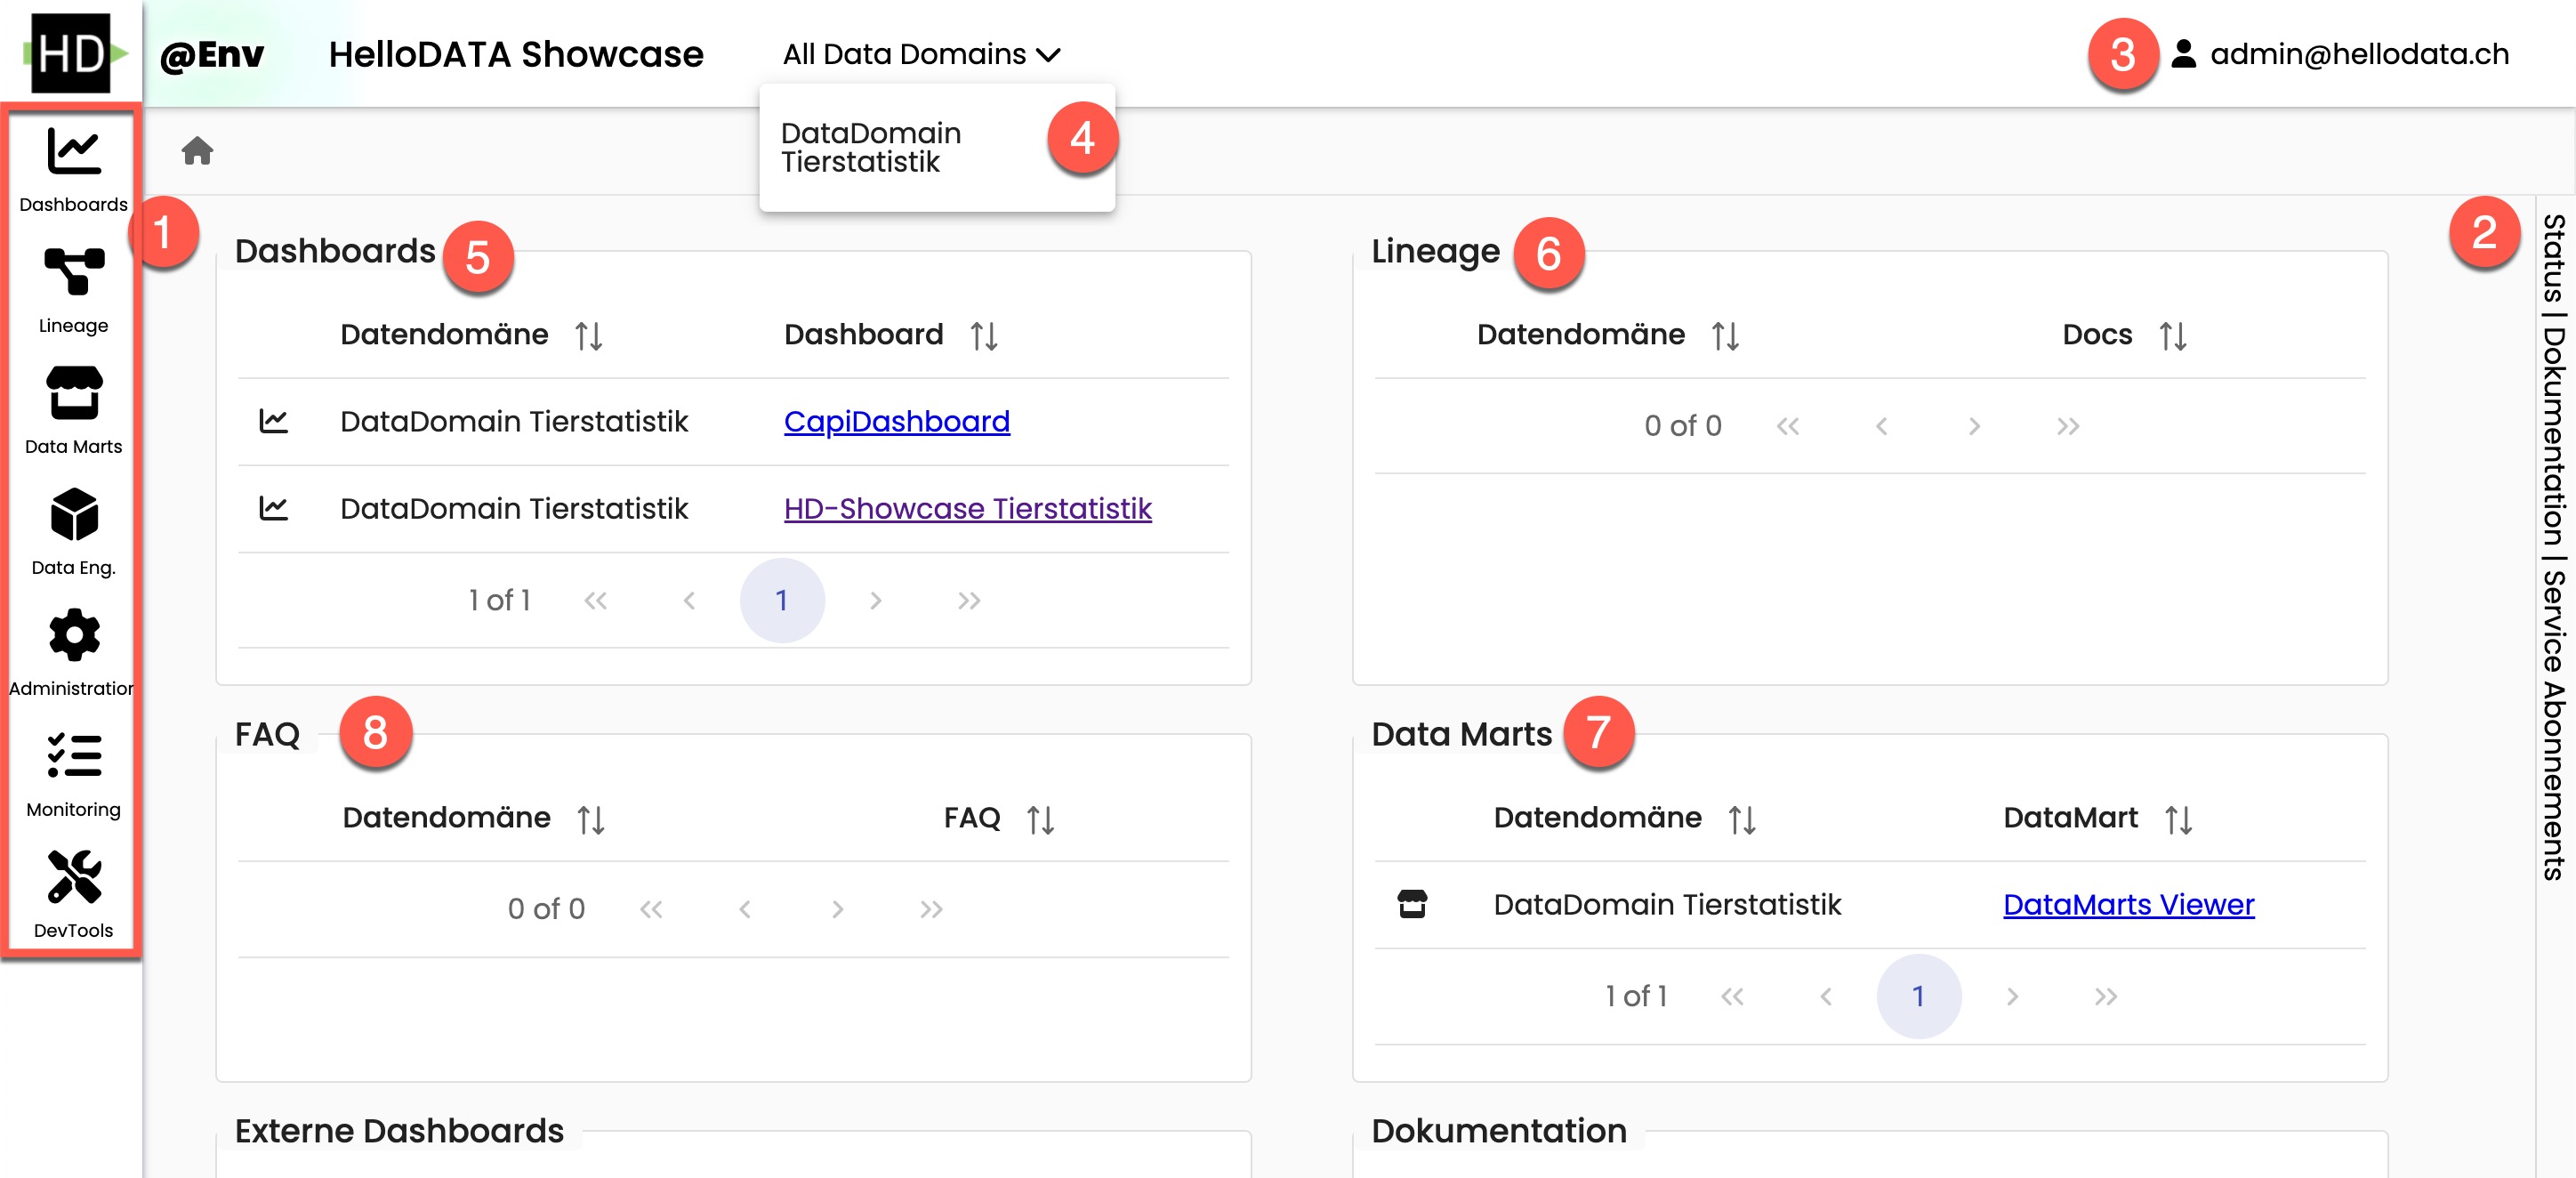 HD
@Env
HelloDATA Showcase
All Data Domains
3
admin@hellodata.ch
DataDomain
Tierstatistik
4
Dashboards
1
Lineage
Data Marts
Data Eng.
Administration
Monitoring
DevTools
2
Status | Dokumentation | Service Abonnements
Dashboards
5
Datendomäne
Dashboard
DataDomain Tierstatistik
CapiDashboard
DataDomain Tierstatistik
HD-Showcase Tierstatistik
1 of 1
1
Lineage
6
Datendomäne
Docs
0 of 0
FAQ
8
Datendomäne
FAQ
0 of 0
Data Marts
7
Datendomäne
DataMart
DataDomain Tierstatistik
DataMarts Viewer
1 of 1
1
Externe Dashboards
Dokumentation